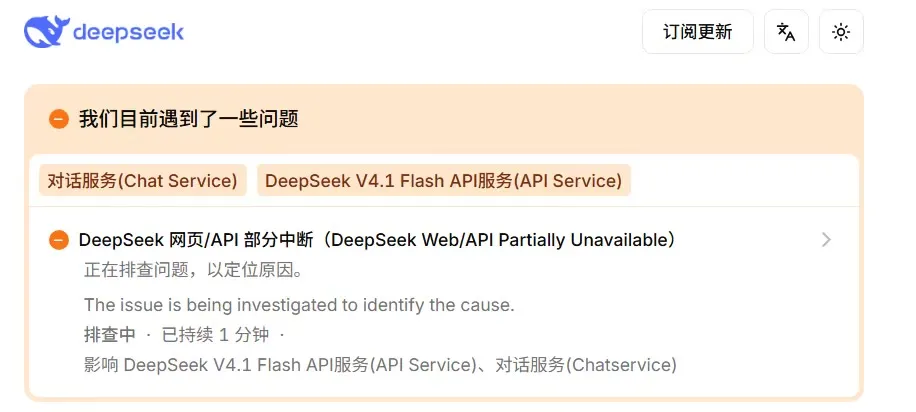 deepseek
订阅更新
我们目前遇到了一些问题
对话服务(Chat Service)
DeepSeek V4.1 Flash API服务(API Service)
DeepSeek 网页/API 部分中断（DeepSeek Web/API Partially Unavailable）
正在排查问题，以定位原因。
The issue is being investigated to identify the cause.
排查中 · 已持续 1 分钟 ·
影响 DeepSeek V4.1 Flash API服务(API Service)、对话服务(Chatservice)